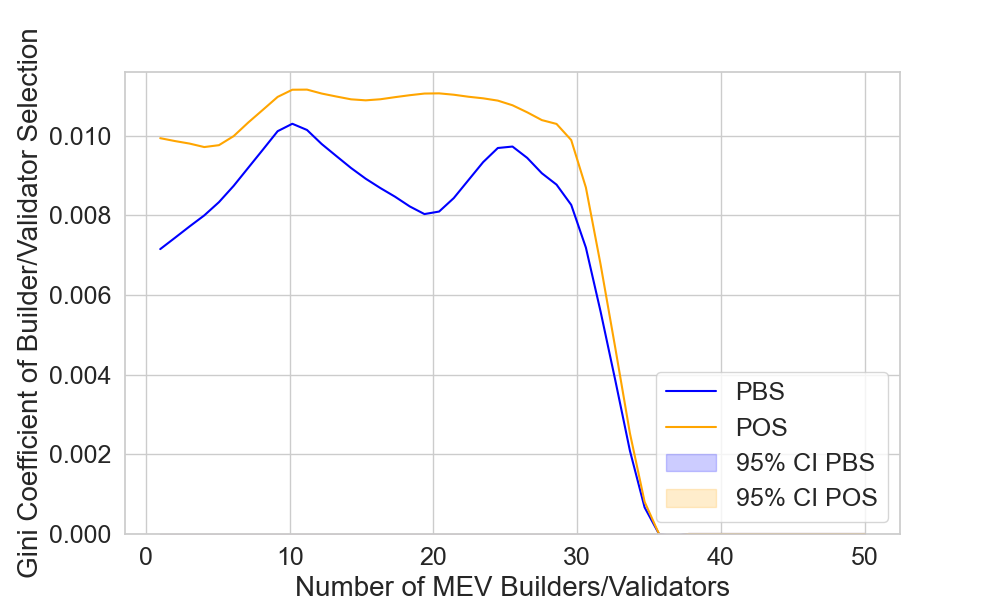 Gini Coefficient of Builder/Validator Selection
0.010
0.008
0.006
0.004
0.002
0.000
0 10 20 30 40 50
Number of MEV Builders/Validators
PBS
POS
95% CI PBS
95% CI POS